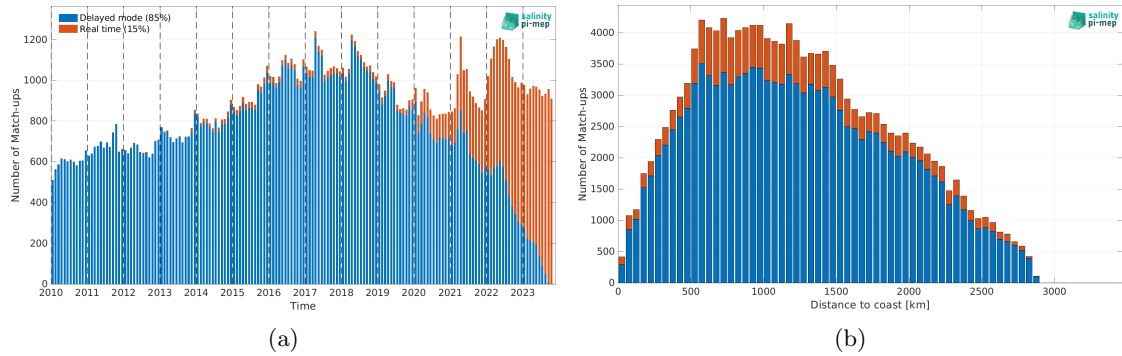 Delayed mode (85%)
Real time (15%)
salinity
pi-mep
Number of Match-ups
1200
1000
800
600
400
200
0
2010 2011 2012 2013 2014 2015 2016 2017 2018 2019 2020 2021 2022 2023
Time
(a)
salinity
pi-mep
Number of Match-ups
4000
3500
3000
2500
2000
1500
1000
500
0
0 500 1000 1500 2000 2500 3000
Distance to coast [km]
(b)